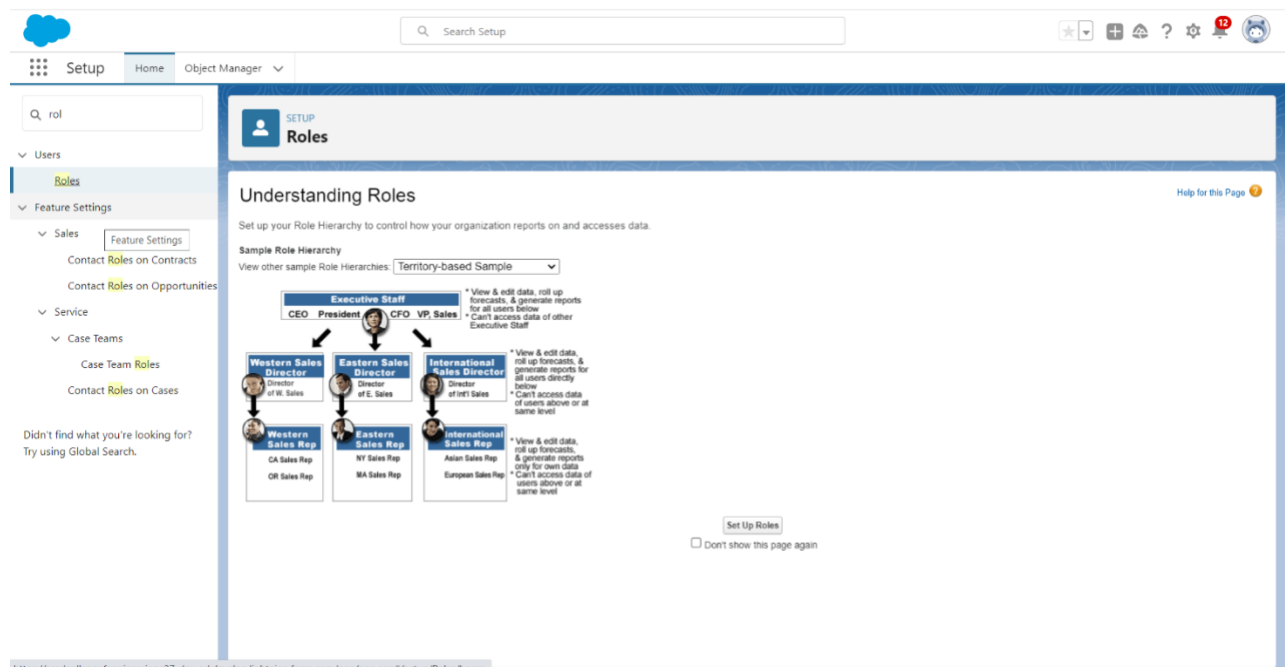 Search Setup
12
Setup
Home
Object Manager
rol
Users
Roles
Feature Settings
Sales
Feature Settings
Contact Roles on Contracts
Contact Roles on Opportunities
Service
Case Teams
Case Team Roles
Contact Roles on Cases
Didn't find what you're looking for?
Try using Global Search.
SETUP
Roles
Understanding Roles
Help for this Page ?
Set up your Role Hierarchy to control how your organization reports on and accesses data.
Sample Role Hierarchy
View other sample Role Hierarchies: Territory-based Sample
Executive Staff
CEO President CFO VP, Sales
* View & edit data, roll up
forecasts, & generate reports
for all users below
* Can't access data of other
Executive Staff
Western Sales
Director
Director
of W. Sales
Eastern Sales
Director
Director
of E. Sales
International
Sales Director
Director
of Int'l Sales
* View & edit data,
roll up forecasts, &
generate reports for
all users directly
below
* Can't access data
of users above or at
same level
Western
Sales Rep
CA Sales Rep
OR Sales Rep
Eastern
Sales Rep
NY Sales Rep
MA Sales Rep
International
Sales Rep
Asian Sales Rep
European Sales Rep
* View & edit data,
roll up forecasts,
& generate reports
only for own data
* Can't access data of
users above or at
same level
Set Up Roles
Don't show this page again